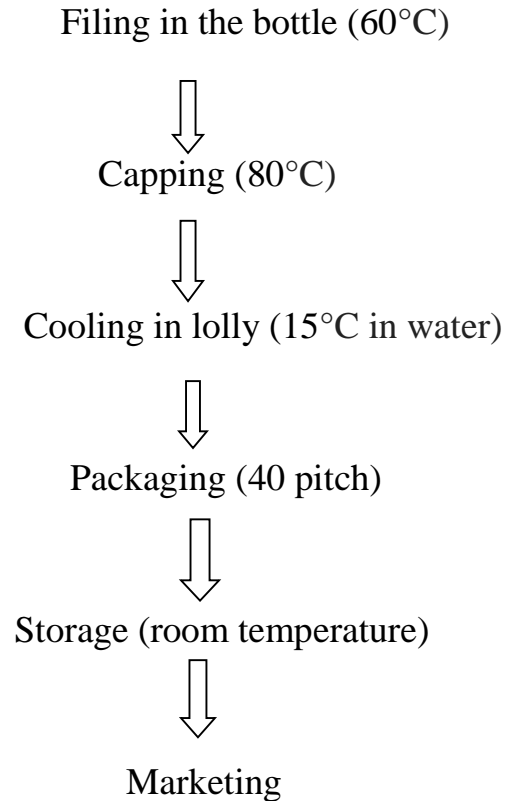 Filing in the bottle (60°C)
Capping (80°C)
Cooling in lolly (15°C in water)
Packaging (40 pitch)
Storage (room temperature)
Marketing